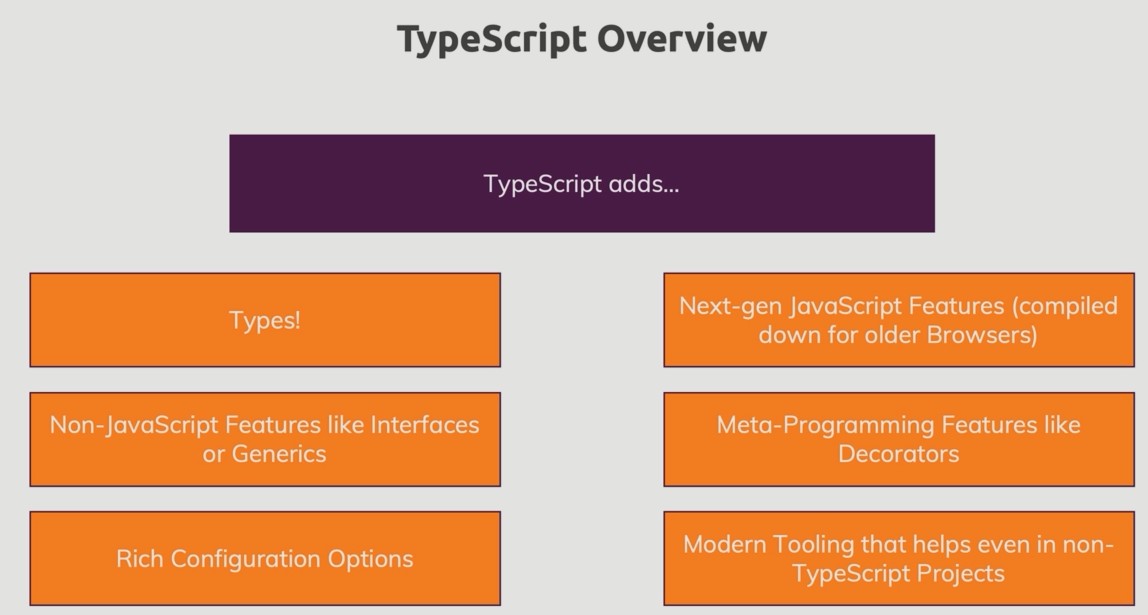 TypeScript Overview
TypeScript adds...
Types!
Next-gen JavaScript Features (compiled
down for older Browsers)
Non-JavaScript Features like Interfaces
or Generics
Meta-Programming Features like
Decorators
Rich Configuration Options
Modern Tooling that helps even in non-
TypeScript Projects